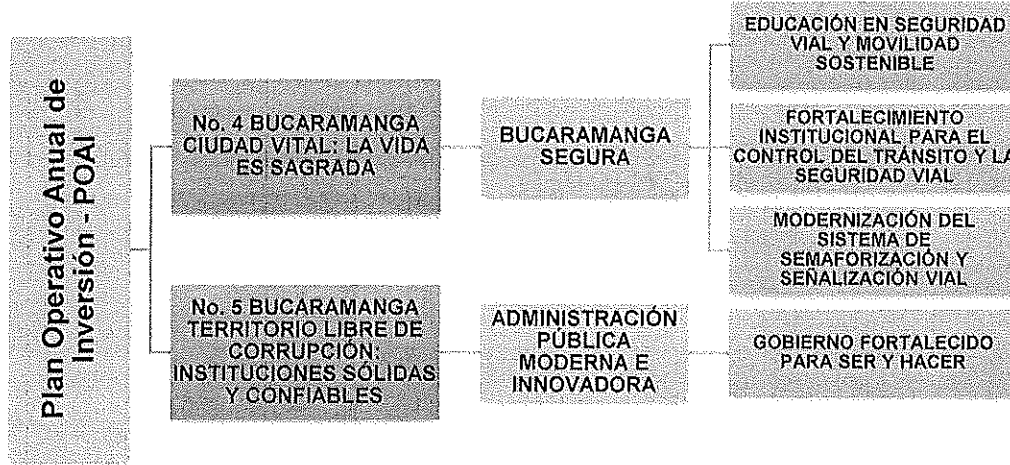 Plan Operativo Anual de
Inversión - POAI
No. 4 BUCARAMANGA
CIUDAD VITAL: LA VIDA
ES SAGRADA
BUCARAMANGA
SEGURA
EDUCACIÓN EN SEGURIDAD
VIAL Y MOVILIDAD
SOSTENIBLE
FORTALECIMIENTO
INSTITUCIONAL PARA EL
CONTROL DEL TRÁNSITO Y LA
SEGURIDAD VIAL
MODERNIZACIÓN DEL
SISTEMA DE
SEMAFORIZACIÓN Y
SEÑALIZACIÓN VIAL
No. 5 BUCARAMANGA
TERRITORIO LIBRE DE
CORRUPCIÓN:
INSTITUCIONES SÓLIDAS
Y CONFIABLES
ADMINISTRACIÓN
PÚBLICA
MODERNA E
INNOVADORA
GOBIERNO FORTALECIDO
PARA SER Y HACER